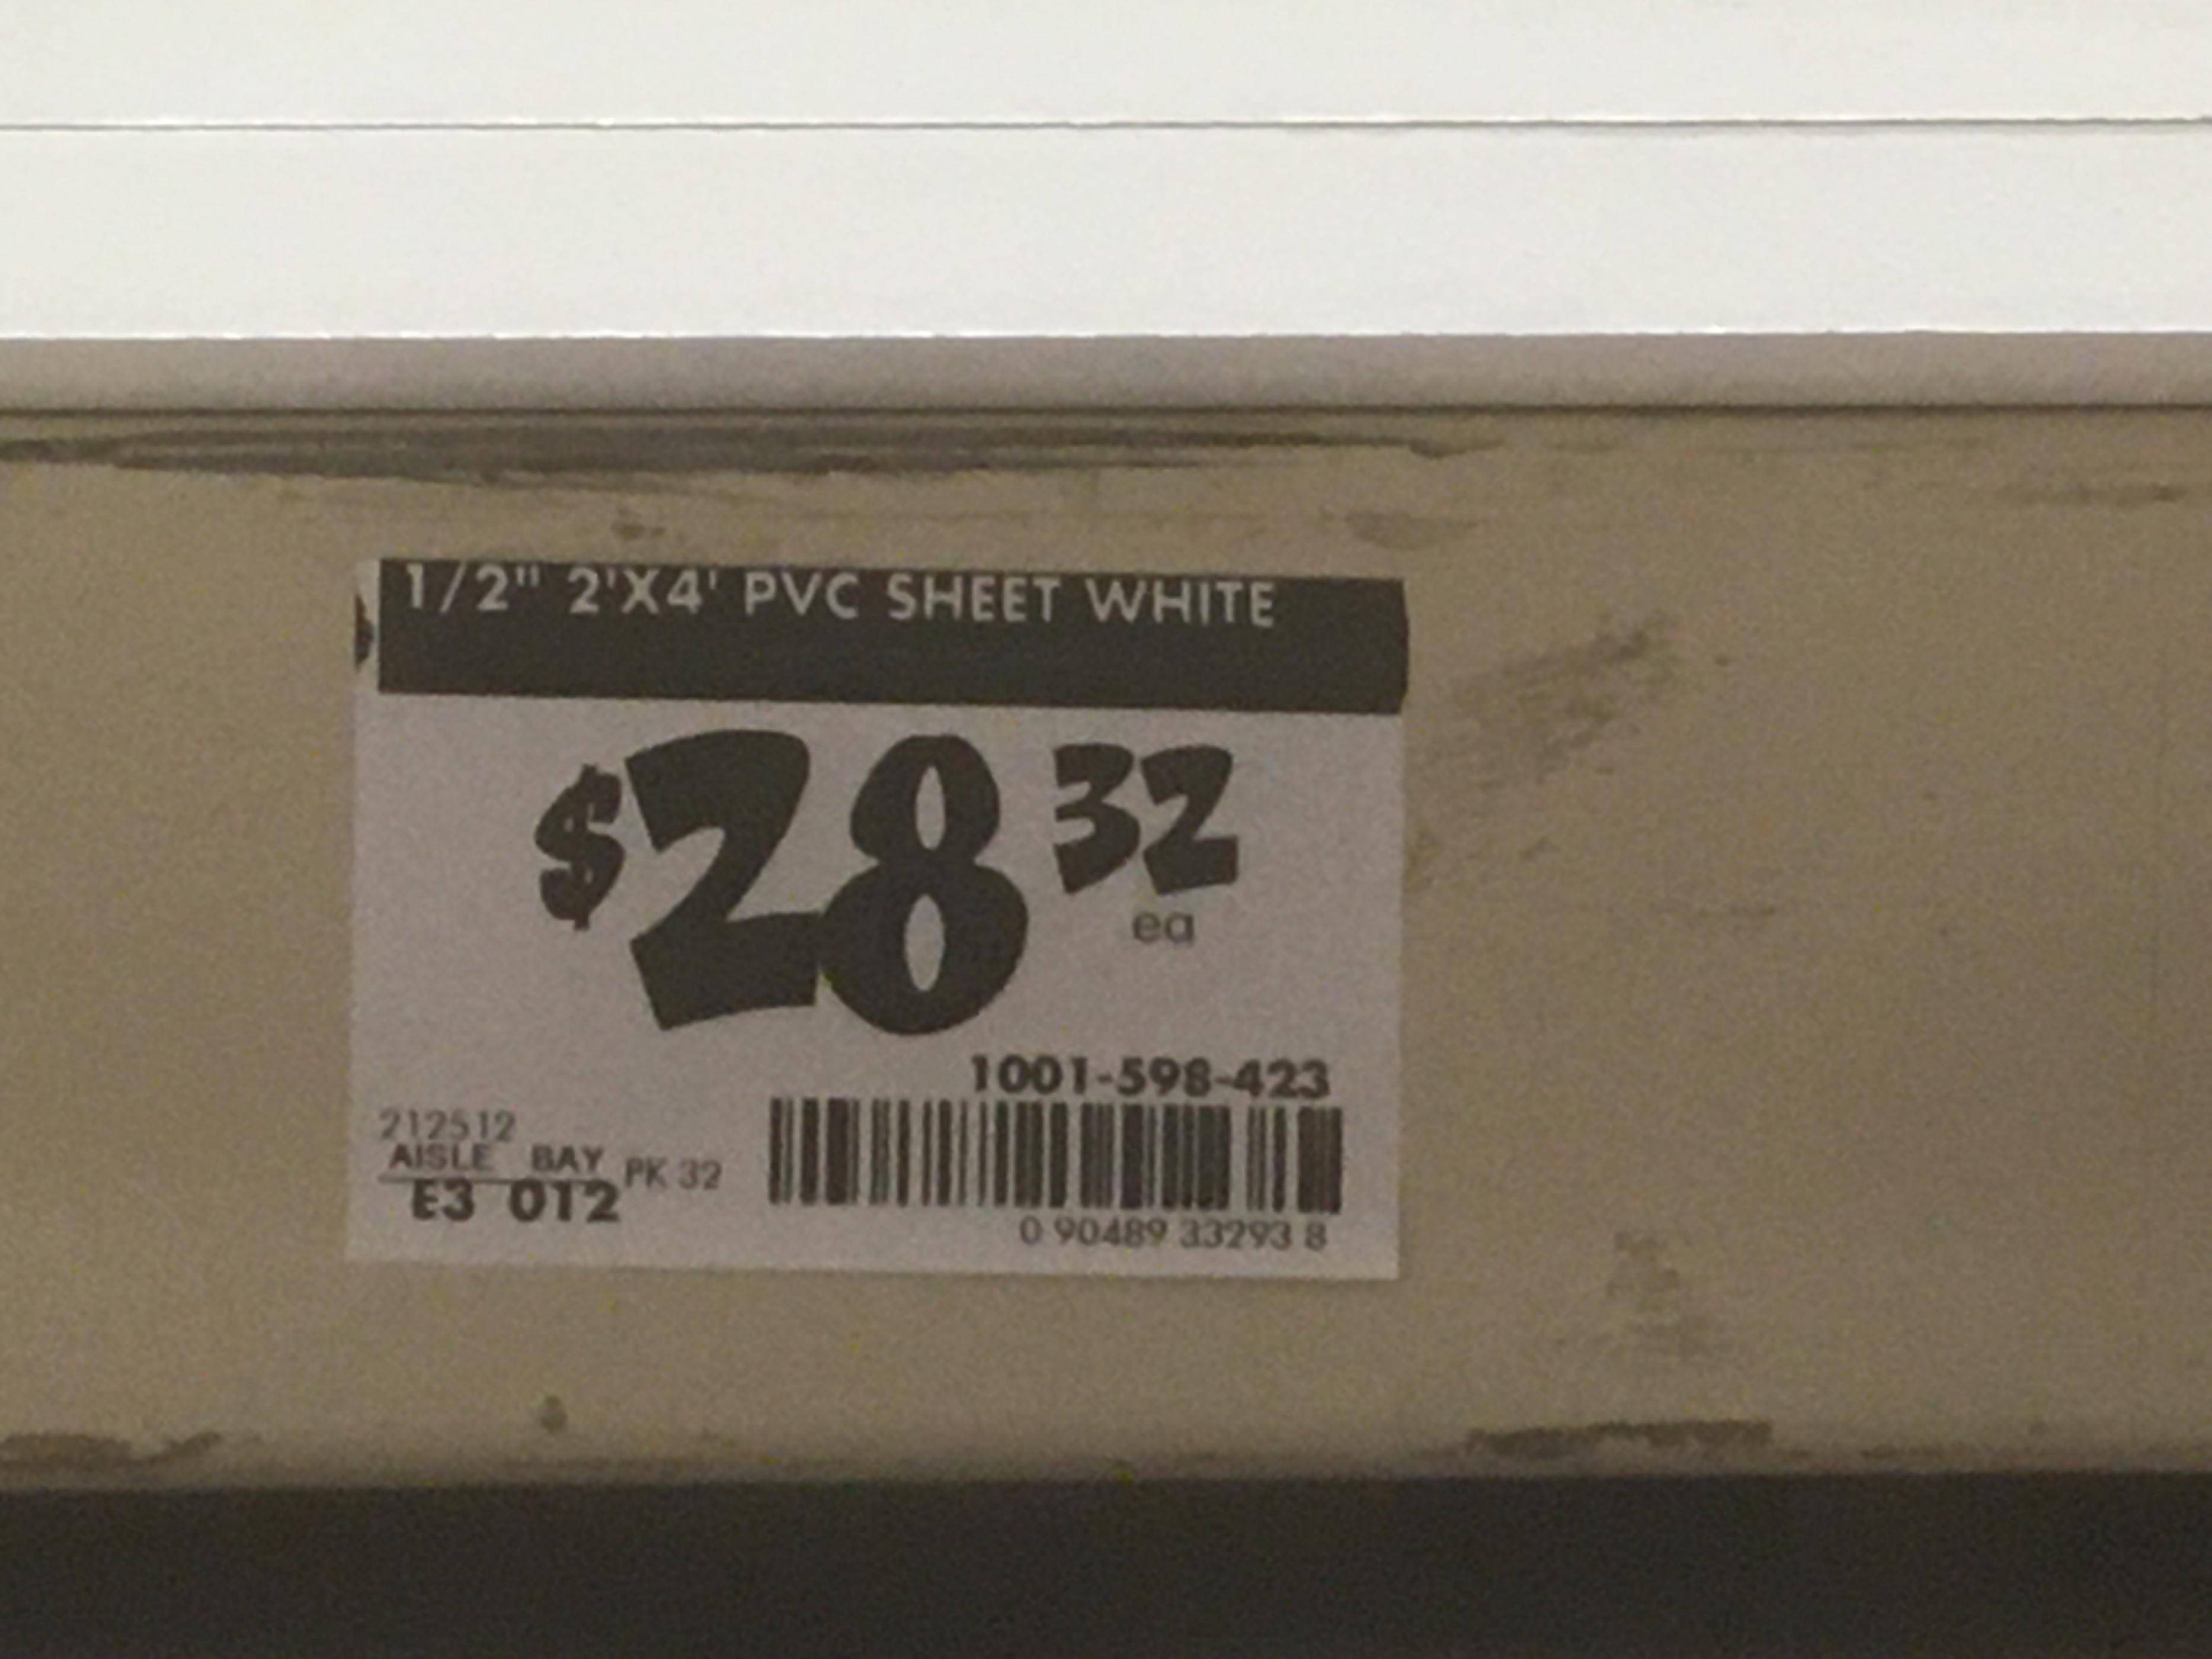 1/2" 2'X4' PVC SHEET WHITE
$28 32
ea
1001-598-423
212512
AISLE BAY PK 32
E3 012
0 90489 33293 8